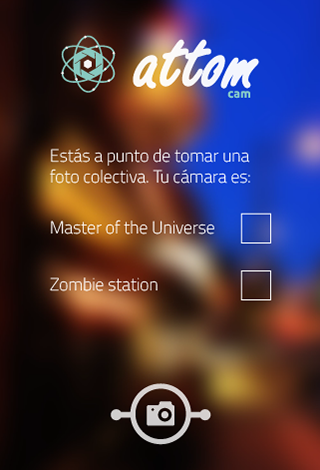 attom
cam
Estás a punto de tomar una
foto colectiva. Tu cámara es:
Master of the Universe
Zombie station